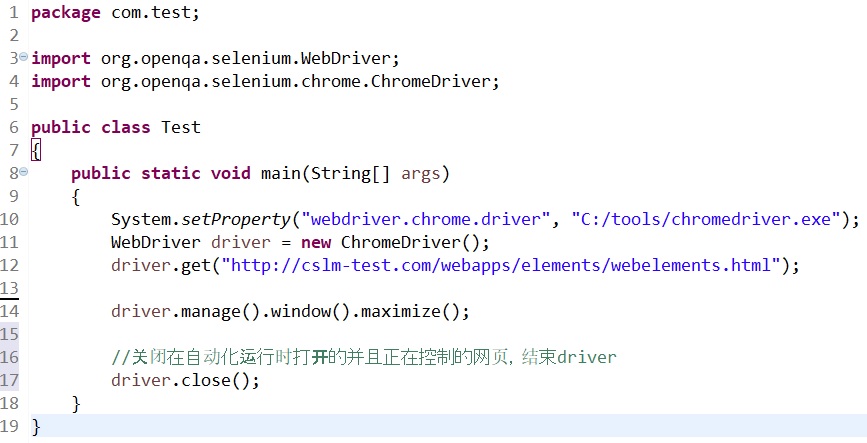 1 package com.test;
2
3 import org.openqa.selenium.WebDriver;
4 import org.openqa.selenium.chrome.ChromeDriver;
5
6 public class Test
7 {
8     public static void main(String[] args)
9     {
10         System.setProperty("webdriver.chrome.driver", "C:/tools/chromedriver.exe");
11         WebDriver driver = new ChromeDriver();
12         driver.get("http://cslm-test.com/webapps/elements/webelements.html");
13
14         driver.manage().window().maximize();
15
16         //关闭在自动化运行时打开的并且正在控制的网页, 结束driver
17         driver.close();
18     }
19 }